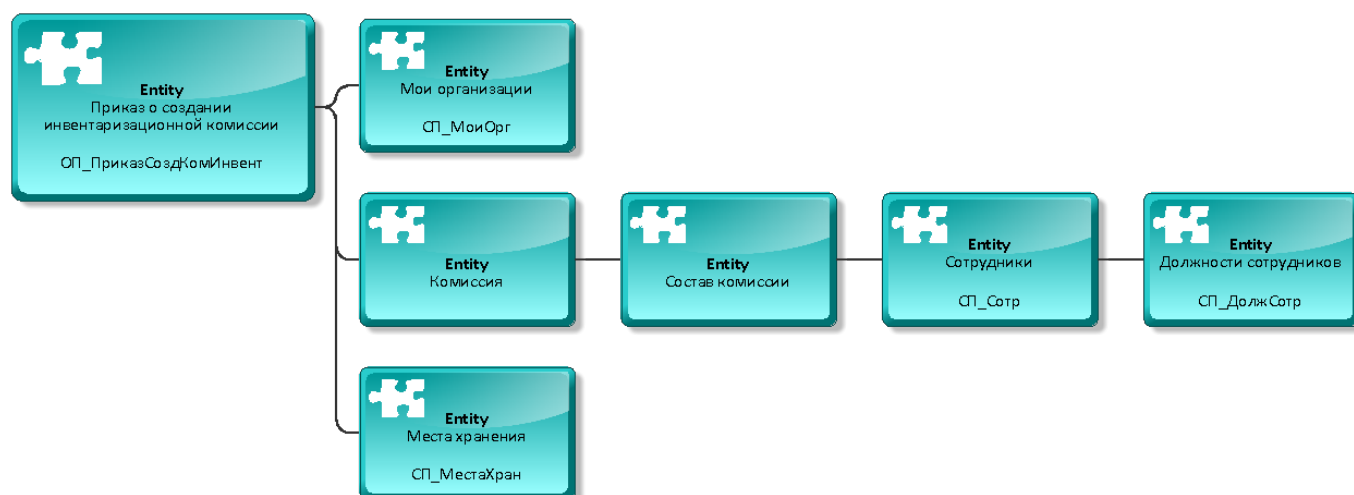 Entity
Приказ о создании
инвентаризационной комиссии
ОП_ПриказСоздКомИнвент
Entity
Мои организации
СП_МоиОрг
Entity
Комиссия
Entity
Состав комиссии
Entity
Сотрудники
СП_Сотр
Entity
Должности сотрудников
СП_ДолжСотр
Entity
Места хранения
СП_МестаХран